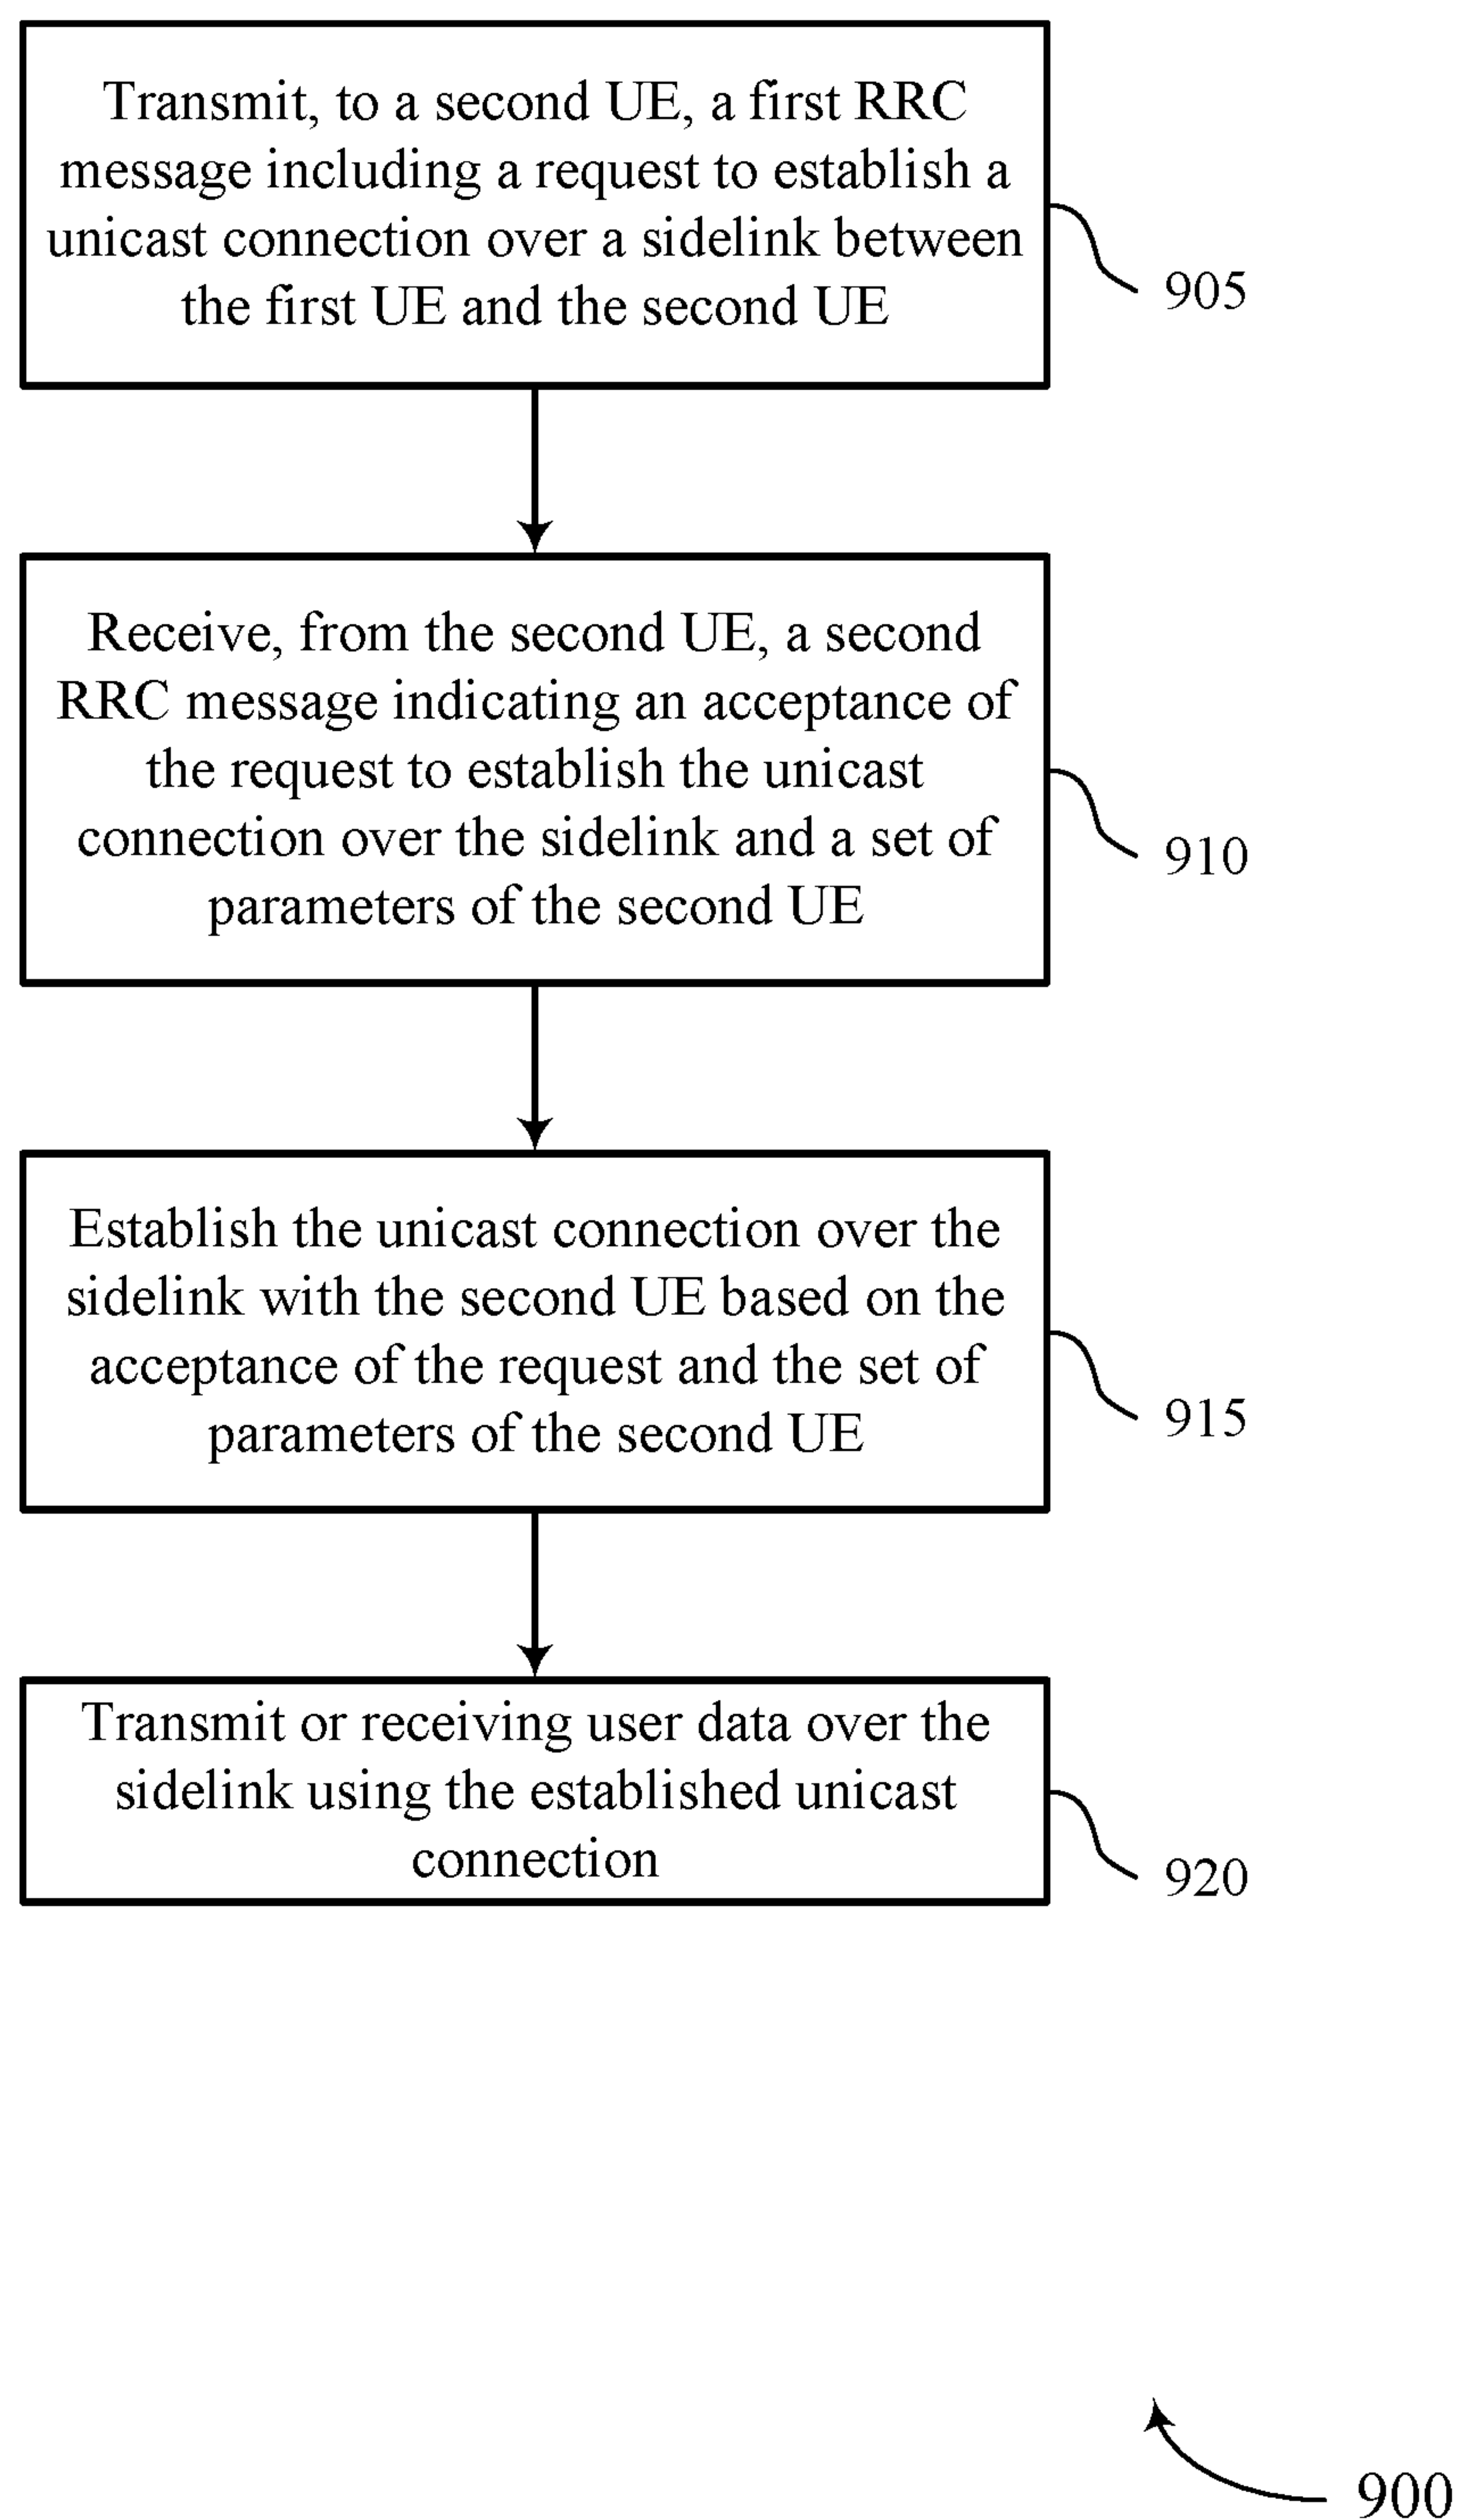 Transmit, to a second UE, a first RRC
message including a request to establish a
unicast connection over a sidelink between
the first UE and the second UE
905
Receive, from the second UE, a second
RRC message indicating an acceptance of
the request to establish the unicast
connection over the sidelink and a set of
parameters of the second UE
910
Establish the unicast connection over the
sidelink with the second UE based on the
acceptance of the request and the set of
parameters of the second UE
915
Transmit or receiving user data over the
sidelink using the established unicast
connection
920
900